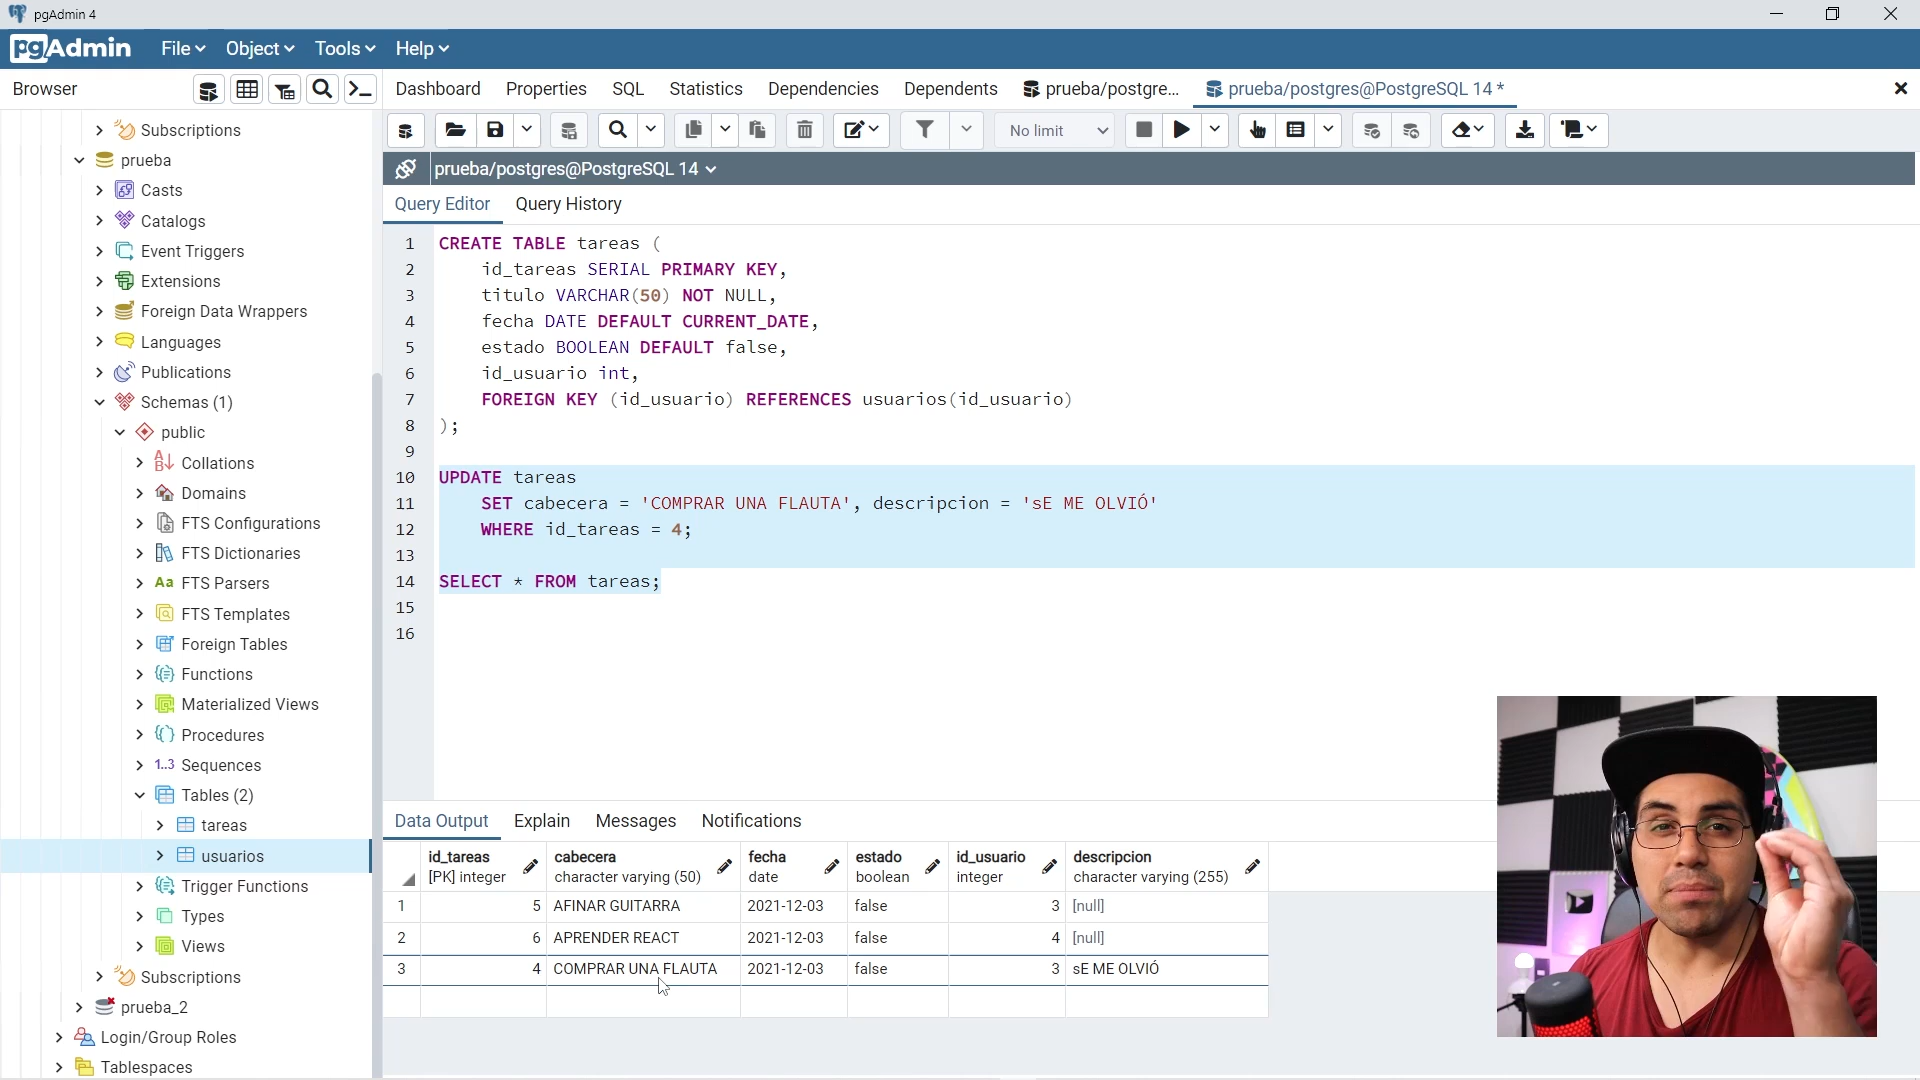 pgAdmin 4
pgAdmin
File
Object
Tools
Help
Browser
Dashboard
Properties
SQL
Statistics
Dependencies
Dependents
prueba/postgre...
prueba/postgres@PostgreSQL 14 *
No limit
prueba/postgres@PostgreSQL 14
Query Editor
Query History
Subscriptions
prueba
Casts
Catalogs
Event Triggers
Extensions
Foreign Data Wrappers
Languages
Publications
Schemas (1)
public
Collations
Domains
FTS Configurations
FTS Dictionaries
Aa FTS Parsers
FTS Templates
Foreign Tables
Functions
Materialized Views
Procedures
1..3 Sequences
Tables (2)
tareas
usuarios
Trigger Functions
Types
Views
Subscriptions
prueba_2
Login/Group Roles
Tablespaces
1 CREATE TABLE tareas (
2 id_tareas SERIAL PRIMARY KEY,
3 titulo VARCHAR(50) NOT NULL,
4 fecha DATE DEFAULT CURRENT_DATE,
5 estado BOOLEAN DEFAULT false,
6 id_usuario int,
7 FOREIGN KEY (id_usuario) REFERENCES usuarios(id_usuario)
8 );
9
10 UPDATE tareas
11 SET cabecera = 'COMPRAR UNA FLAUTA', descripcion = 'sE ME OLVIÓ'
12 WHERE id_tareas = 4;
13
14 SELECT * FROM tareas;
15
16
Data Output
Explain
Messages
Notifications
id_tareas cabecera fecha estado id_usuario descripcion
[PK] integer character varying (50) date boolean integer character varying (255)
1 5 AFINAR GUITARRA 2021-12-03 false 3 [null]
2 6 APRENDER REACT 2021-12-03 false 4 [null]
3 4 COMPRAR UNA FLAUTA 2021-12-03 false 3 sE ME OLVIÓ